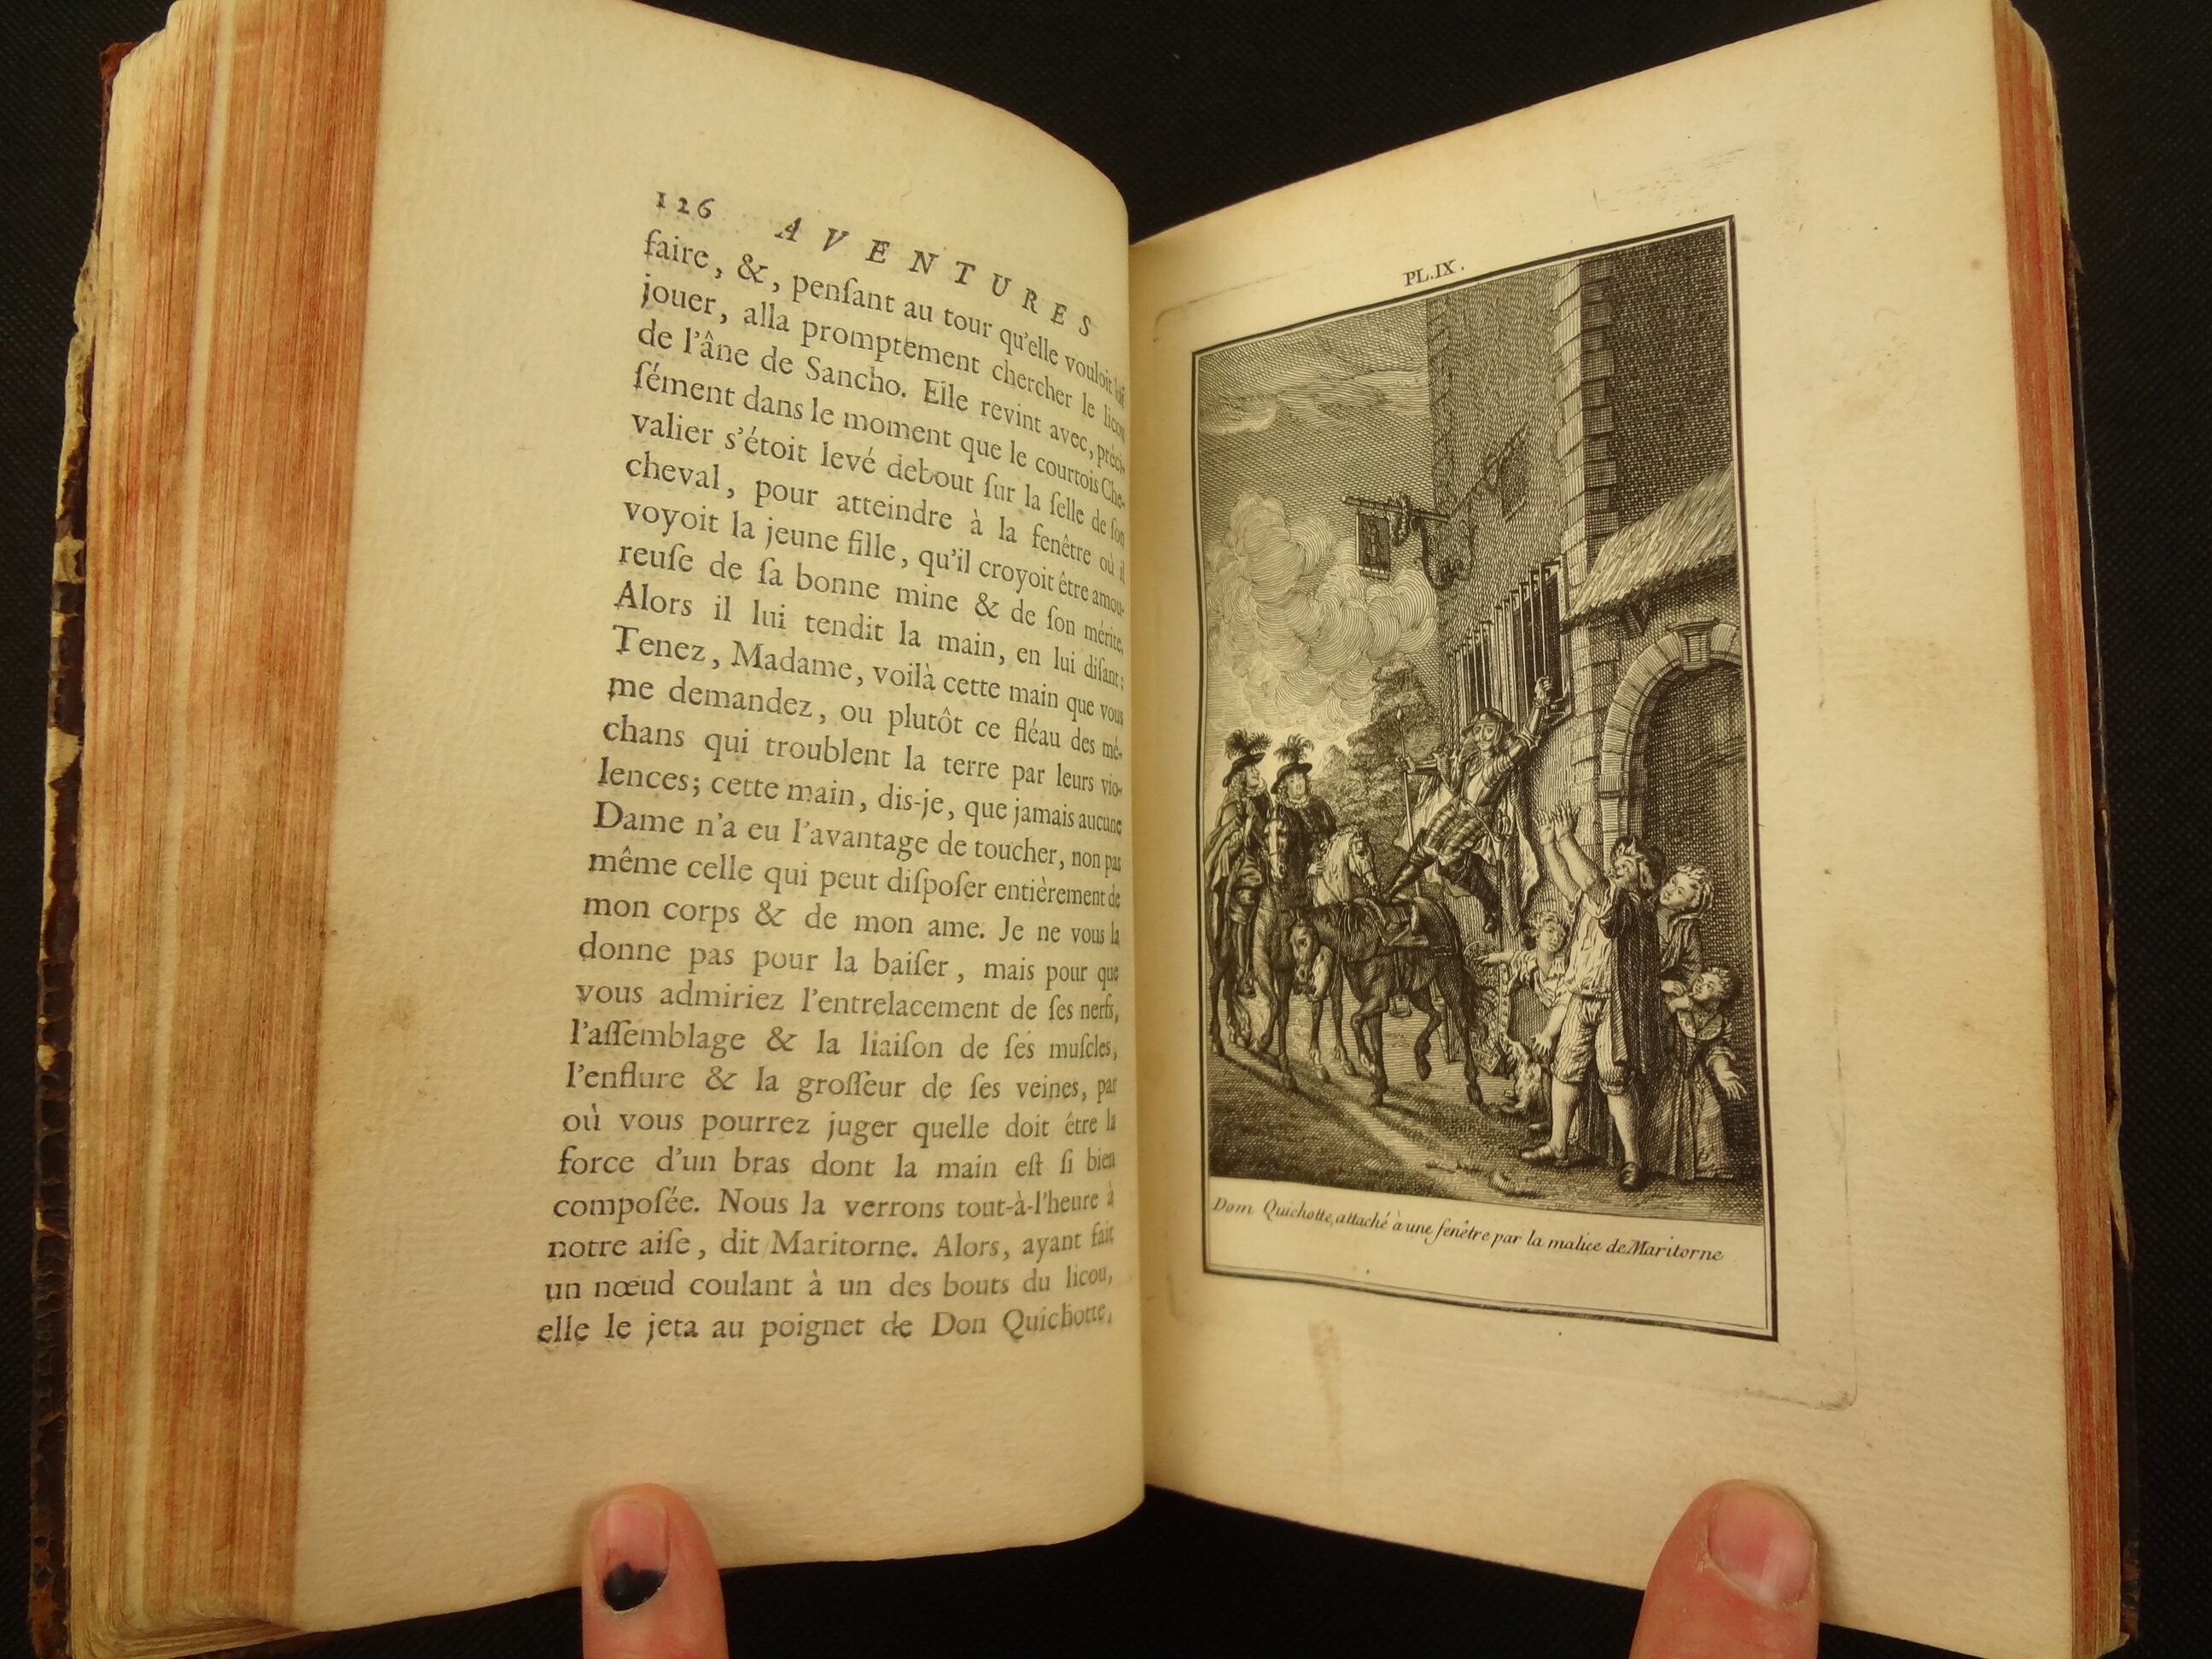 126 AVENTURES
faire, &, penſant au tour qu'elle vouloit lui
jouer, alla promptement chercher le licou
de l'âne de Sancho. Elle revint avec, préci-
ſément dans le moment que le courtois Che-
valier s'étoit levé debout ſur la ſelle de ſon
cheval, pour atteindre à la fenêtre où il
voyoit la jeune fille, qu'il croyoit être amou-
reuſe de ſa bonne mine & de ſon mérite.
Alors il lui tendit la main, en lui diſant:
Tenez, Madame, voilà cette main que vous
me demandez, ou plutôt ce fléau des mé-
chans qui troublent la terre par leurs vio-
lences; cette main, dis-je, que jamais aucune
Dame n'a eu l'avantage de toucher, non pas
même celle qui peut diſpoſer entièrement de
mon corps & de mon ame. Je ne vous la
donne pas pour la baiſer, mais pour que
vous admiriez l'entrelacement de ſes nerfs,
l'aſſemblage & la liaiſon de ſes muſcles,
l'enflure & la groſſeur de ſes veines, par
où vous pourrez juger quelle doit être la
force d'un bras dont la main eſt ſi bien
compoſée. Nous la verrons tout-à-l'heure à
notre aiſe, dit Maritorne. Alors, ayant fait
un nœud coulant à un des bouts du licou,
elle le jeta au poignet de Don Quichotte,
PL.IX.
Dom Quichotte, attaché à une fenêtre par la malice de Maritorne